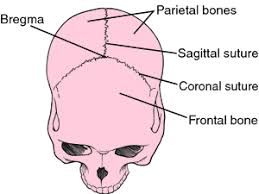 Parietal bones
Bregma
Sagittal suture
Coronal suture
Frontal bone